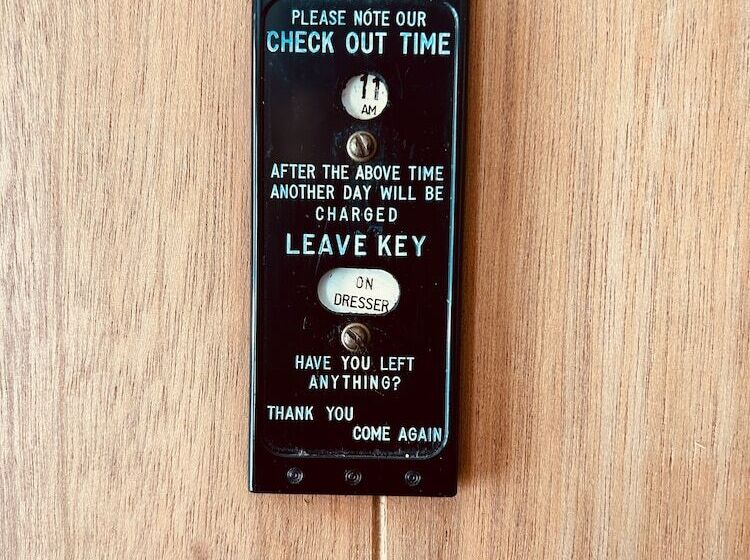 PLEASE NOTE OUR
CHECK OUT TIME
11
AM
AFTER THE ABOVE TIME
ANOTHER DAY WILL BE
CHARGED
LEAVE KEY
ON
DRESSER
HAVE YOU LEFT
ANYTHING?
THANK YOU
COME AGAIN